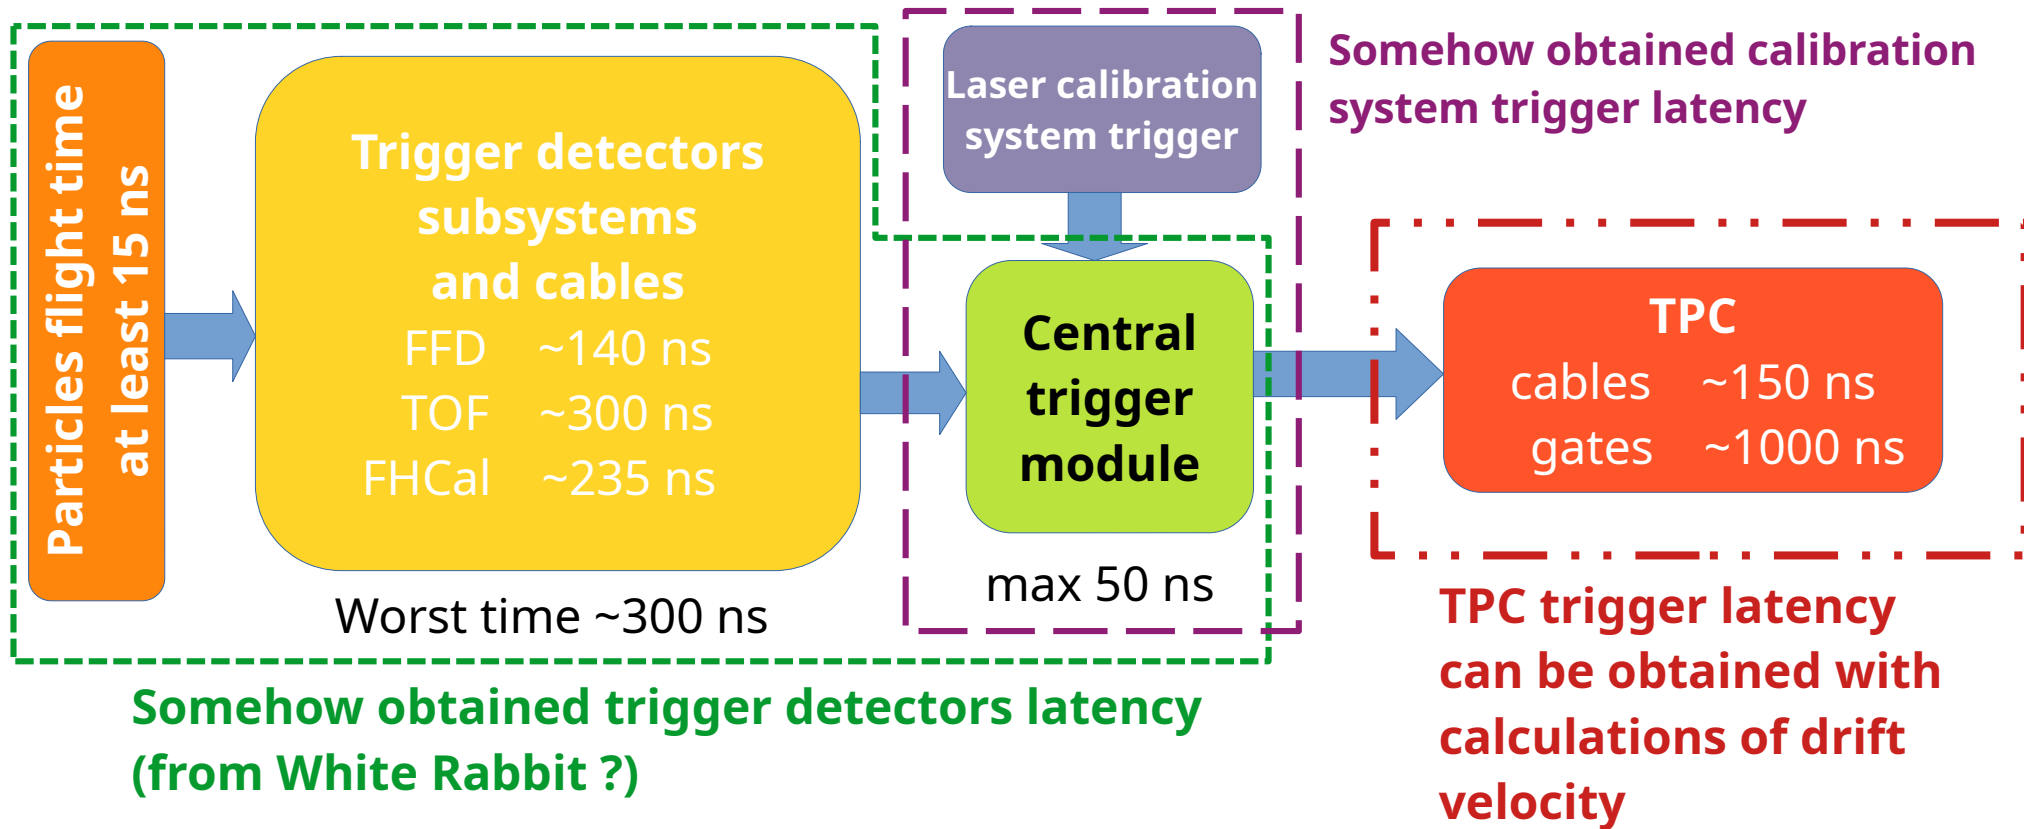 Particles flight time
at least 15 ns
Trigger detectors
subsystems
and cables
FFD ~140 ns
TOF ~300 ns
FHCal ~235 ns
Worst time ~300 ns
Laser calibration
system trigger
Central
trigger
module
max 50 ns
Somehow obtained calibration
system trigger latency
TPC
cables ~150 ns
gates ~1000 ns
Somehow obtained trigger detectors latency
(from White Rabbit ?)
TPC trigger latency
can be obtained with
calculations of drift
velocity